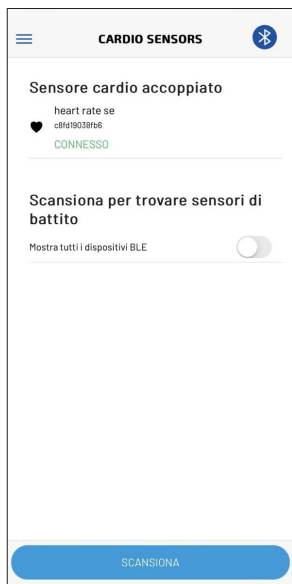 CARDIO SENSORS
Sensore cardio accoppiato
heart rate se
c8fd19038fb6
CONNESSO
Scansiona per trovare sensori di
battito
Mostra tutti i dispositivi BLE
SCANSIONA